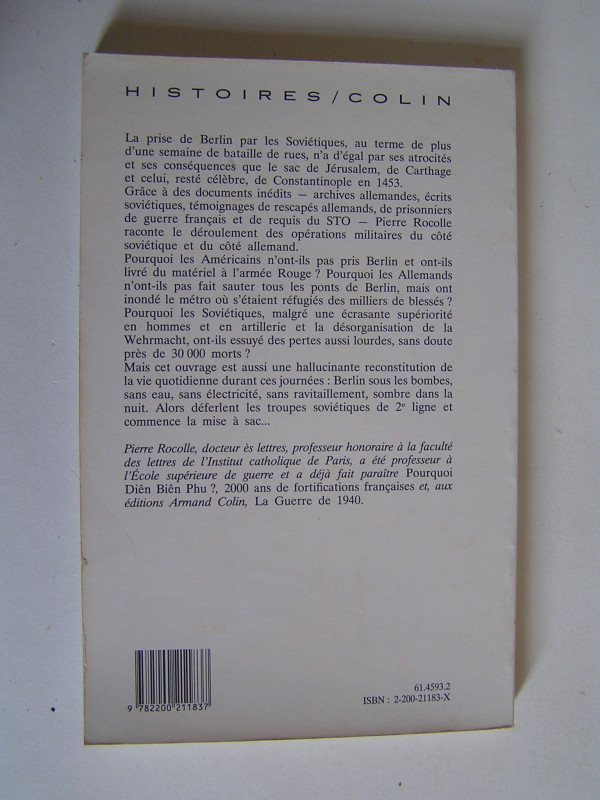 HISTOIRES/COLIN
La prise de Berlin par les Soviétiques, au terme de plus
d'une semaine de bataille de rues, n'a d'égal par ses atrocités
et ses conséquences que le sac de Jérusalem, de Carthage
et celui, resté célèbre, de Constantinople en 1453.
Grâce à des documents inédits — archives allemandes, écrits
soviétiques, témoignages de rescapés allemands, de prisonniers
de guerre français et de requis du STO — Pierre Rocolle
raconte le déroulement des opérations militaires du côté
soviétique et du côté allemand.
Pourquoi les Américains n'ont-ils pas pris Berlin et ont-ils
livré du matériel à l'armée Rouge ? Pourquoi les Allemands
n'ont-ils pas fait sauter tous les ponts de Berlin, mais ont
inondé le métro où s'étaient réfugiés des milliers de blessés ?
Pourquoi les Soviétiques, malgré une écrasante supériorité
en hommes et en artillerie et la désorganisation de la
Wehrmacht, ont-ils essuyé des pertes aussi lourdes, sans doute
près de 30 000 morts ?
Mais cet ouvrage est aussi une hallucinante reconstitution de
la vie quotidienne durant ces journées : Berlin sous les bombes,
sans eau, sans électricité, sans ravitaillement, sombre dans la
nuit. Alors déferlent les troupes soviétiques de 2e ligne et
commence la mise à sac...
Pierre Rocolle, docteur ès lettres, professeur honoraire à la faculté
des lettres de l'Institut catholique de Paris, a été professeur à
l'École supérieure de guerre et a déjà fait paraître Pourquoi
Diên Biên Phu ?, 2000 ans de fortifications françaises et, aux
éditions Armand Colin, La Guerre de 1940.
9 782200 211837
61.4593.2
ISBN : 2-200-21183-X